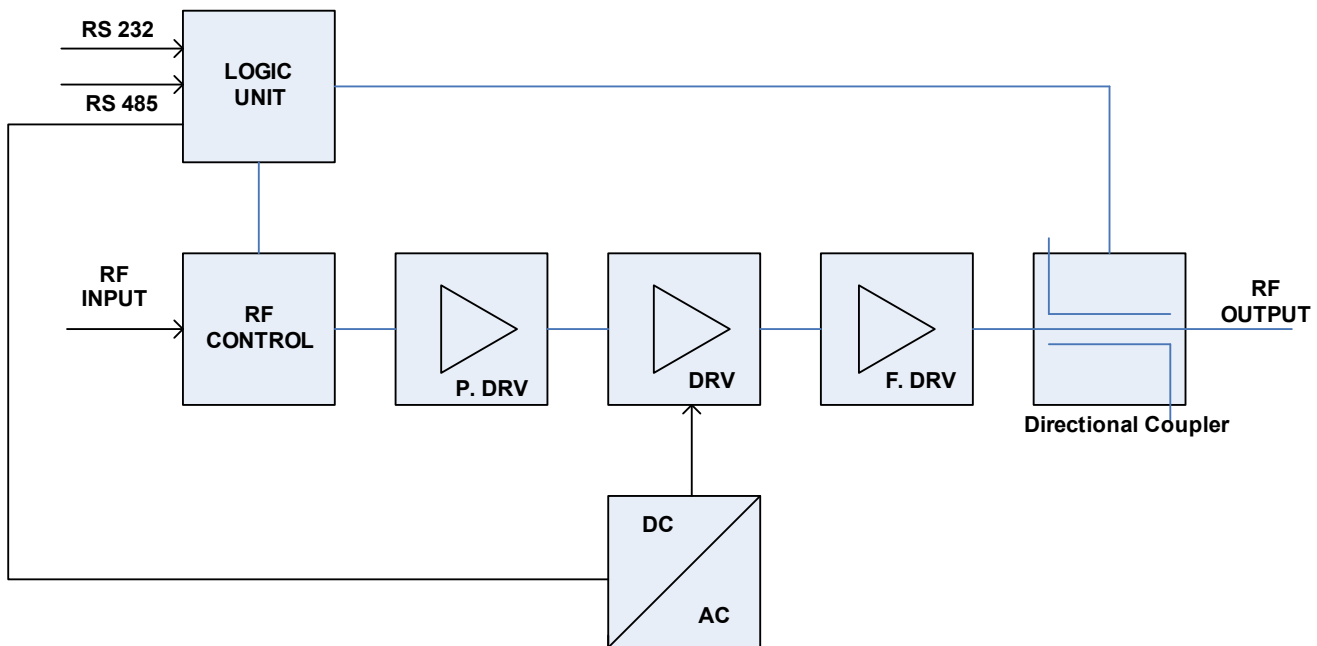 RS 232
RS 485
LOGIC
UNIT
RF
INPUT
RF
CONTROL
P. DRV
DRV
F. DRV
RF
OUTPUT
Directional Coupler
DC
AC